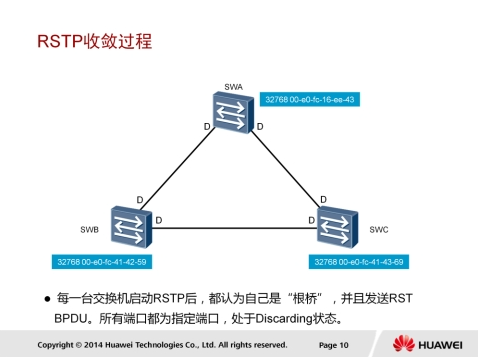 RSTP收敛过程
SWA
32768 00-e0-fc-16-ee-43
D D
D D
D D
SWB SWC
32768 00-e0-fc-41-42-59 32768 00-e0-fc-41-43-69
● 每一台交换机启动RSTP后，都认为自己是“根桥”，并且发送RST
BPDU。所有端口都为指定端口，处于Discarding状态。
Copyright © 2014 Huawei Technologies Co., Ltd. All rights reserved. Page 10 HUAWEI